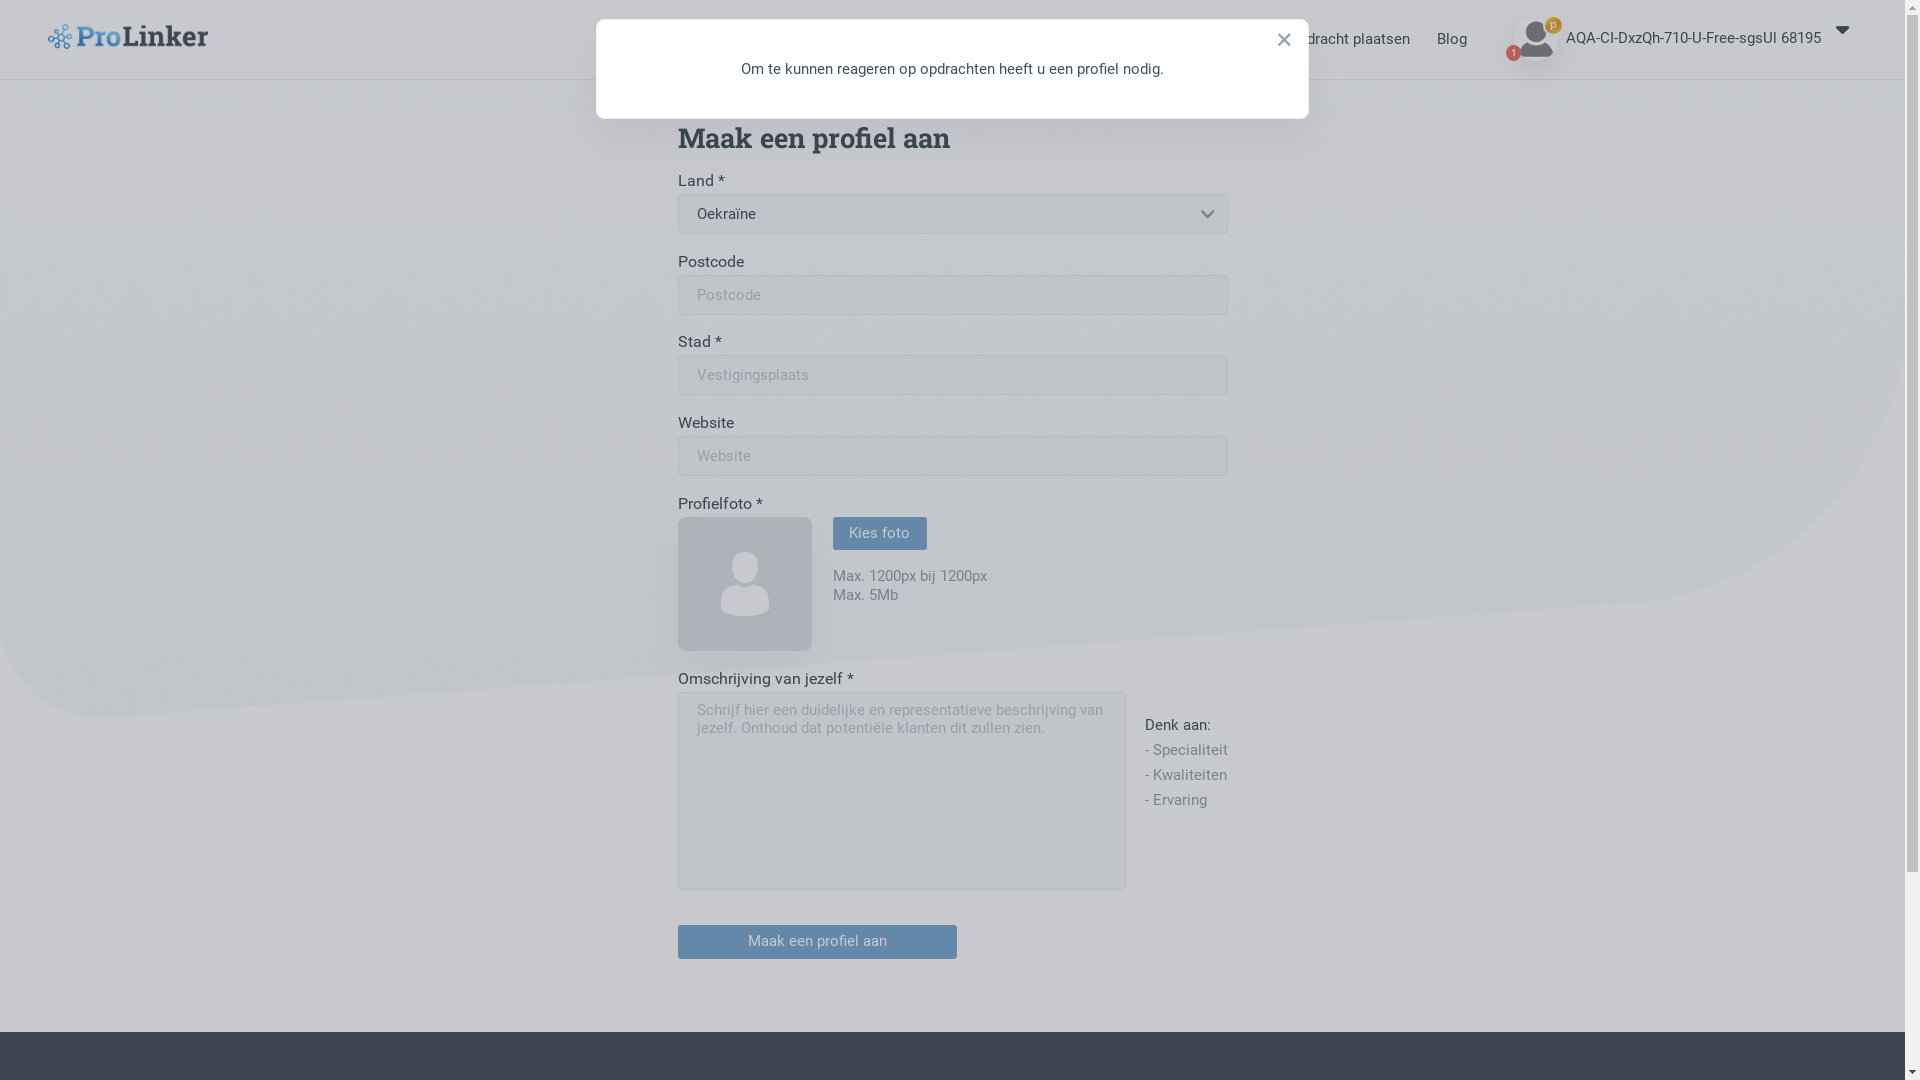 ProLinker
Om te kunnen reageren op opdrachten heeft u een profiel nodig.
dracht plaatsen
Blog
p
1
AQA-CI-DxzQh-710-U-Free-sgsUI 68195
Maak een profiel aan
Land *
Oekraïne
Postcode
Postcode
Stad *
Vestigingsplaats
Website
Website
Profielfoto *
Kies foto
Max. 1200px bij 1200px
Max. 5Mb
Omschrijving van jezelf *
Schrijf hier een duidelijke en representatieve beschrijving van
jezelf. Onthoud dat potentiële klanten dit zullen zien.
Denk aan:
- Specialiteit
- Kwaliteiten
- Ervaring
Maak een profiel aan